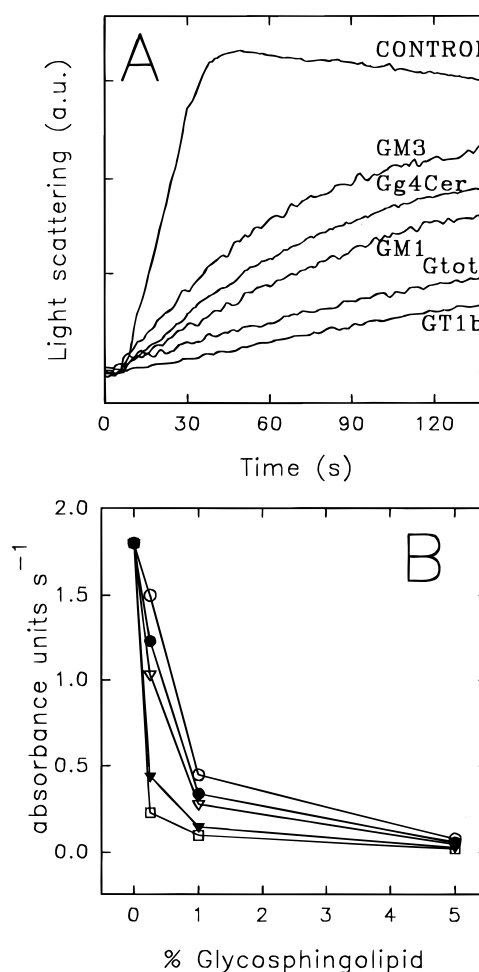 A
CONTROL
GM3
Gg4Cer
GM1
Gtot
GT1b
Light scattering (a.u.)
0 30 60 90 120
Time (s)
B
2.0
1.5
1.0
0.5
0.0
absorbance units s⁻¹
0 1 2 3 4 5
% Glycosphingolipid